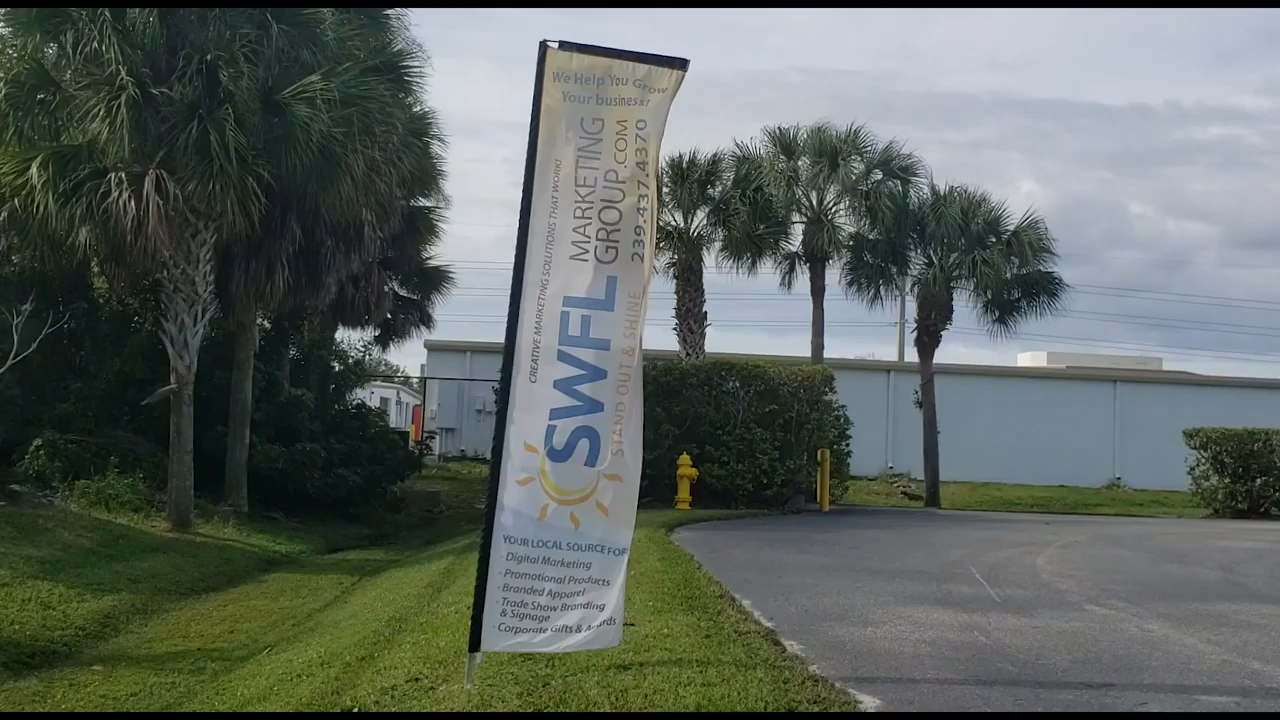 We Help You Grow
Your business!
CREATIVE MARKETING SOLUTIONS THAT WORK!
SWFL
MARKETING
GROUP.COM
STAND OUT & SHINE
239.437.4370
YOUR LOCAL SOURCE FOR
- Digital Marketing
- Promotional Products
- Branded Apparel
- Trade Show Branding
& Signage
- Corporate Gifts & Awards